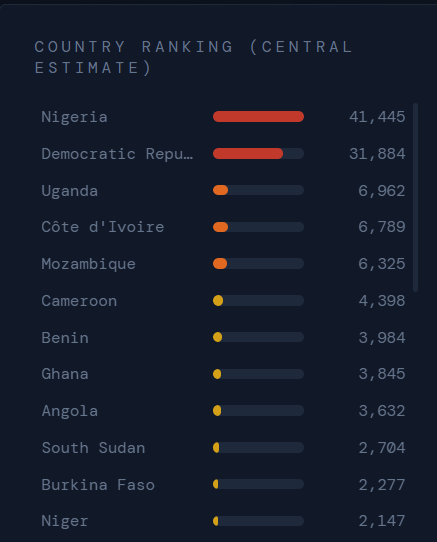 COUNTRY RANKING (CENTRAL
ESTIMATE)
Nigeria 41,445
Democratic Repu… 31,884
Uganda 6,962
Côte d'Ivoire 6,789
Mozambique 6,325
Cameroon 4,398
Benin 3,984
Ghana 3,845
Angola 3,632
South Sudan 2,704
Burkina Faso 2,277
Niger 2,147